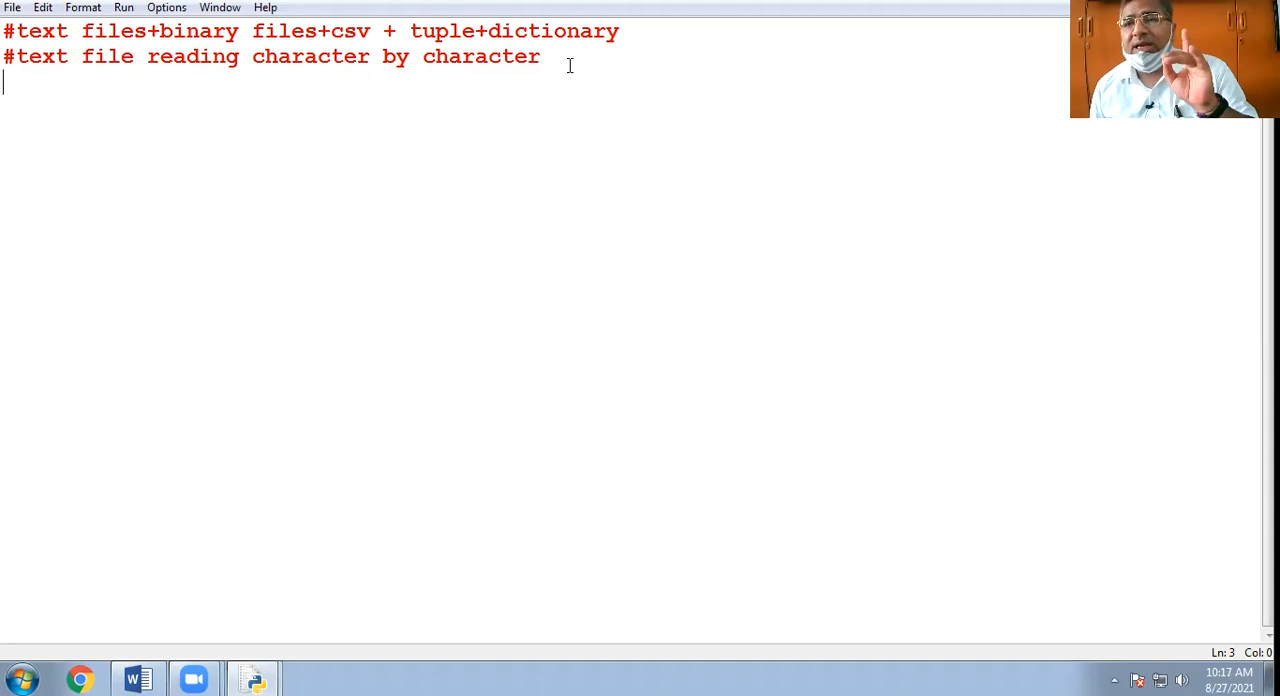 File Edit Format Run Options Window Help
#text files+binary files+csv + tuple+dictionary
#text file reading character by character
Ln: 3 Col: 0
W
10:17 AM
8/27/2021